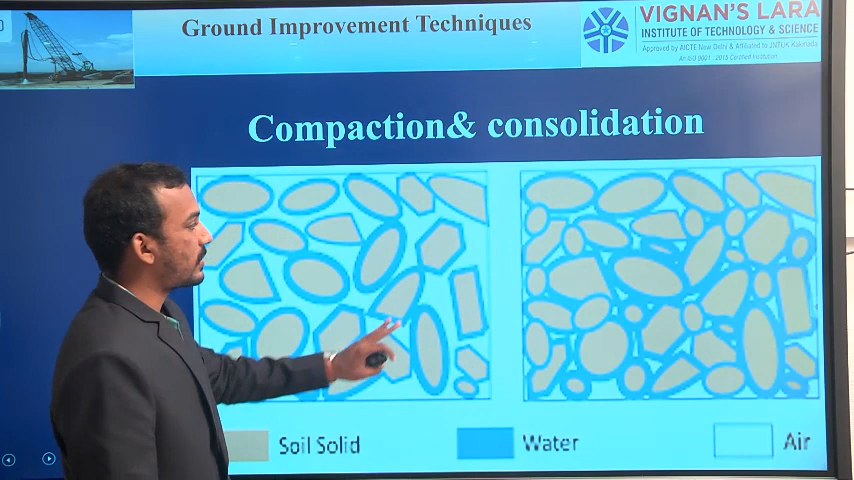 Ground Improvement Techniques
VIGNAN'S LARA
INSTITUTE OF TECHNOLOGY & SCIENCE
Approved by AICTE New Delhi & Affiliated to JNTUK Kakinada
An ISO 9001 : 2015 Certified Institution
Compaction& consolidation
Soil Solid
Water
Air